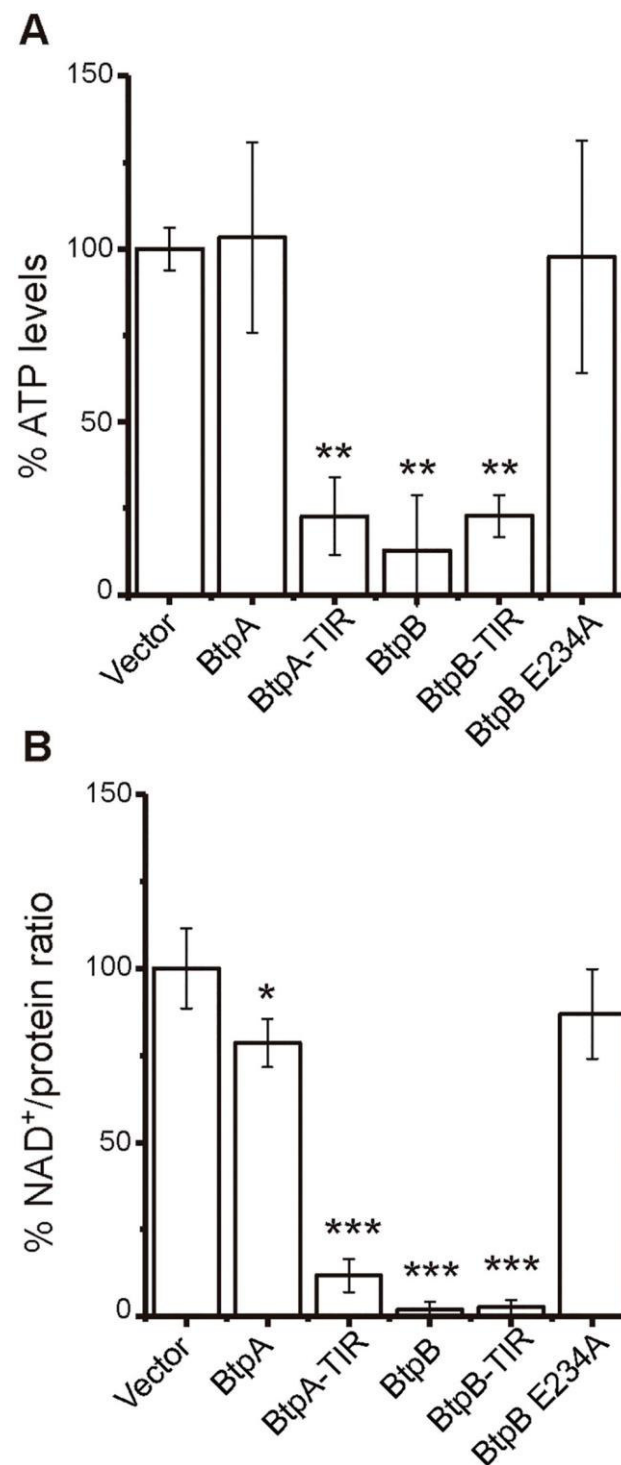 A
% ATP levels
150
100
50
0
**
**
**
Vector
BtpA
BtpA-TIR
BtpB
BtpB-TIR
BtpB E234A
B
% NAD⁺/protein ratio
150
100
50
0
*
***
***
***
Vector
BtpA
BtpA-TIR
BtpB
BtpB-TIR
BtpB E234A